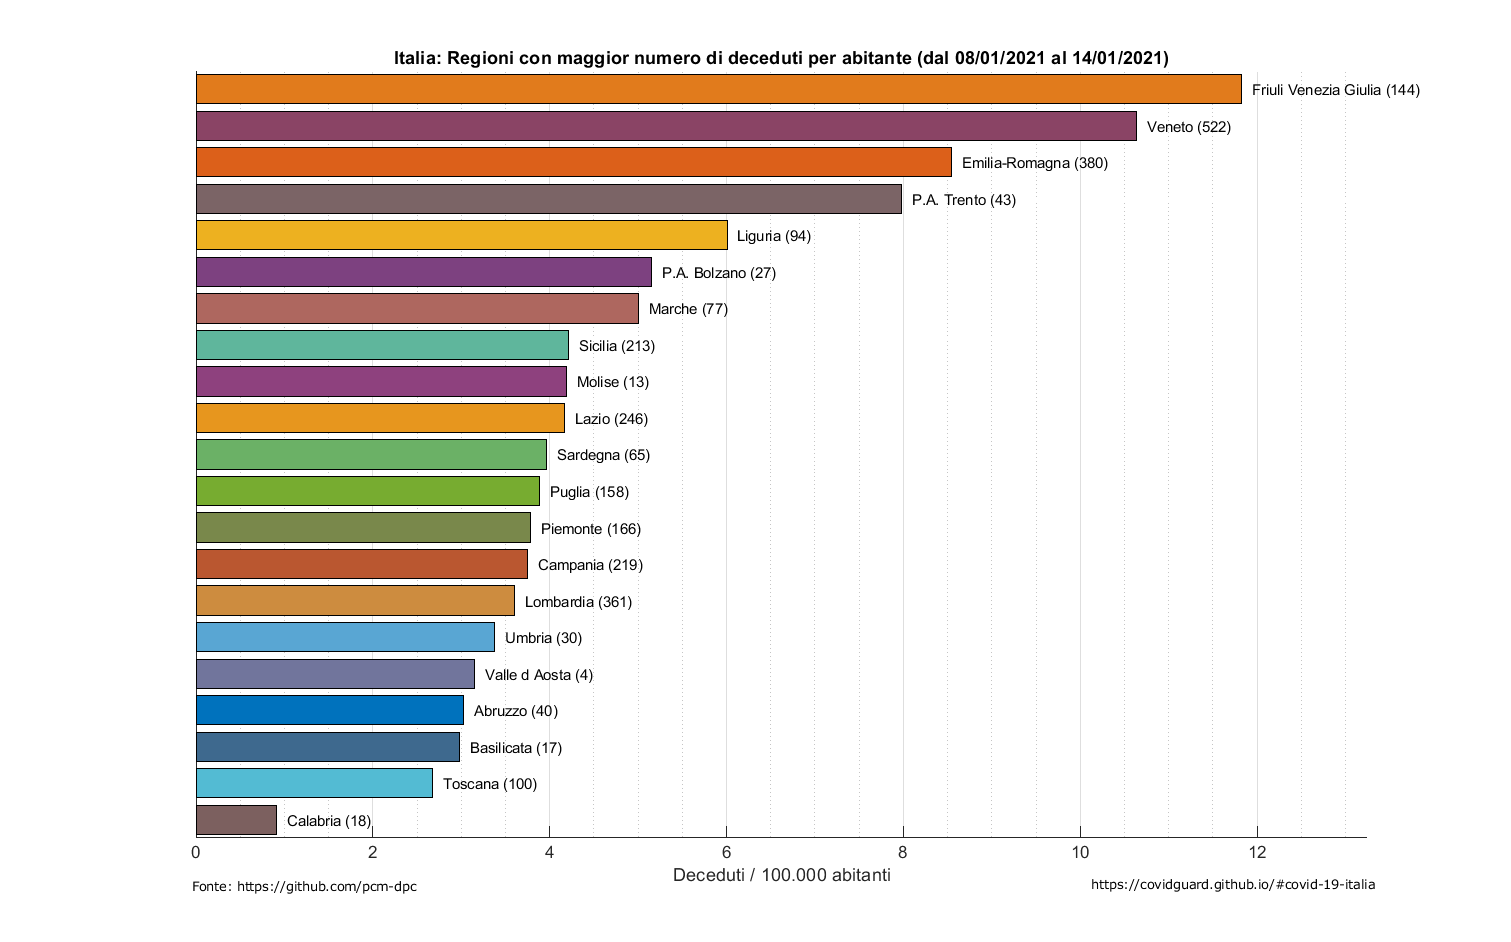 Italia: Regioni con maggior numero di deceduti per abitante (dal 08/01/2021 al 14/01/2021)
Friuli Venezia Giulia (144)
Veneto (522)
Emilia-Romagna (380)
P.A. Trento (43)
Liguria (94)
P.A. Bolzano (27)
Marche (77)
Sicilia (213)
Molise (13)
Lazio (246)
Sardegna (65)
Puglia (158)
Piemonte (166)
Campania (219)
Lombardia (361)
Umbria (30)
Valle d Aosta (4)
Abruzzo (40)
Basilicata (17)
Toscana (100)
Calabria (18)
0 2 4 6 8 10 12
Deceduti / 100.000 abitanti
Fonte: https://github.com/pcm-dpc
https://covidguard.github.io/#covid-19-italia